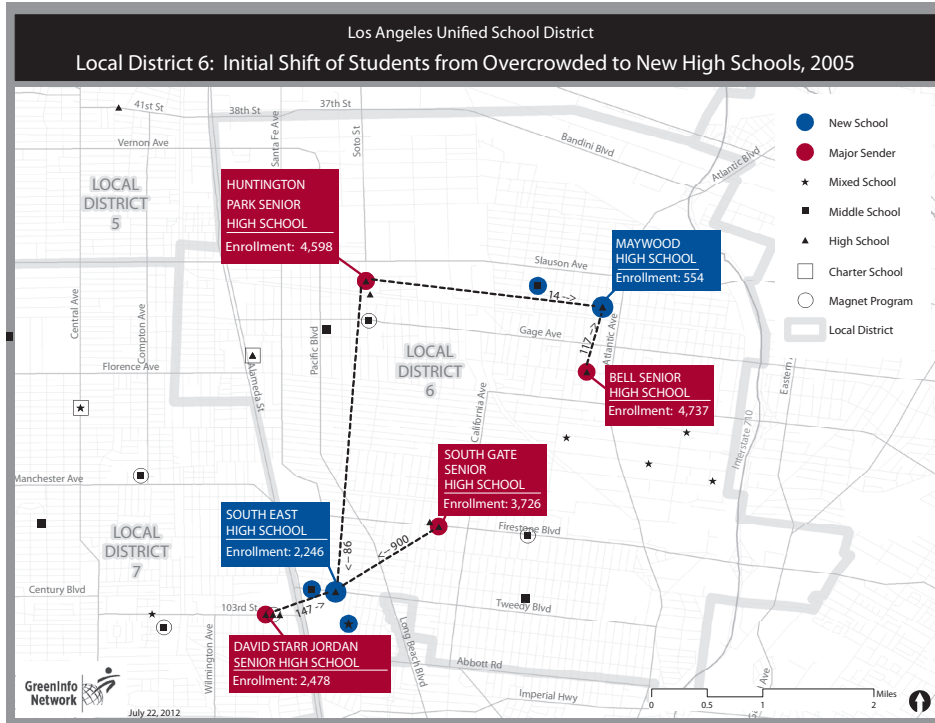 Los Angeles Unified School District
Local District 6: Initial Shift of Students from Overcrowded to New High Schools, 2005
41st St
38th St
37th St
Vernon Ave
Santa Fe Ave
Soto St
Bandini Blvd
Atlantic Blvd
New School
Major Sender
Mixed School
Middle School
High School
Charter School
Magnet Program
Local District
LOCAL
DISTRICT
5
HUNTINGTON
PARK SENIOR
HIGH SCHOOL
Enrollment: 4,598
MAYWOOD
HIGH SCHOOL
Enrollment: 554
Slauson Ave
14 -->
Gage Ave
117 -->
Atlantic Ave
Central Ave
Compton Ave
Pacific Blvd
Florence Ave
Alameda St
LOCAL
DISTRICT
6
BELL SENIOR
HIGH SCHOOL
Enrollment: 4,737
California Ave
Interstate 710
SOUTH GATE
SENIOR
HIGH SCHOOL
Enrollment: 3,726
Manchester Ave
SOUTH EAST
HIGH SCHOOL
Enrollment: 2,246
Firestone Blvd
<-- 900
<-- 86
LOCAL
DISTRICT
7
Century Blvd
103rd St
147 -->
Tweedy Blvd
Long Beach Blvd
Wilmington Ave
DAVID STARR JORDAN
SENIOR HIGH SCHOOL
Enrollment: 2,478
Abbott Rd
Imperial Hwy
GreenInfo
Network
July 22, 2012
Miles
0
0.5
1
2